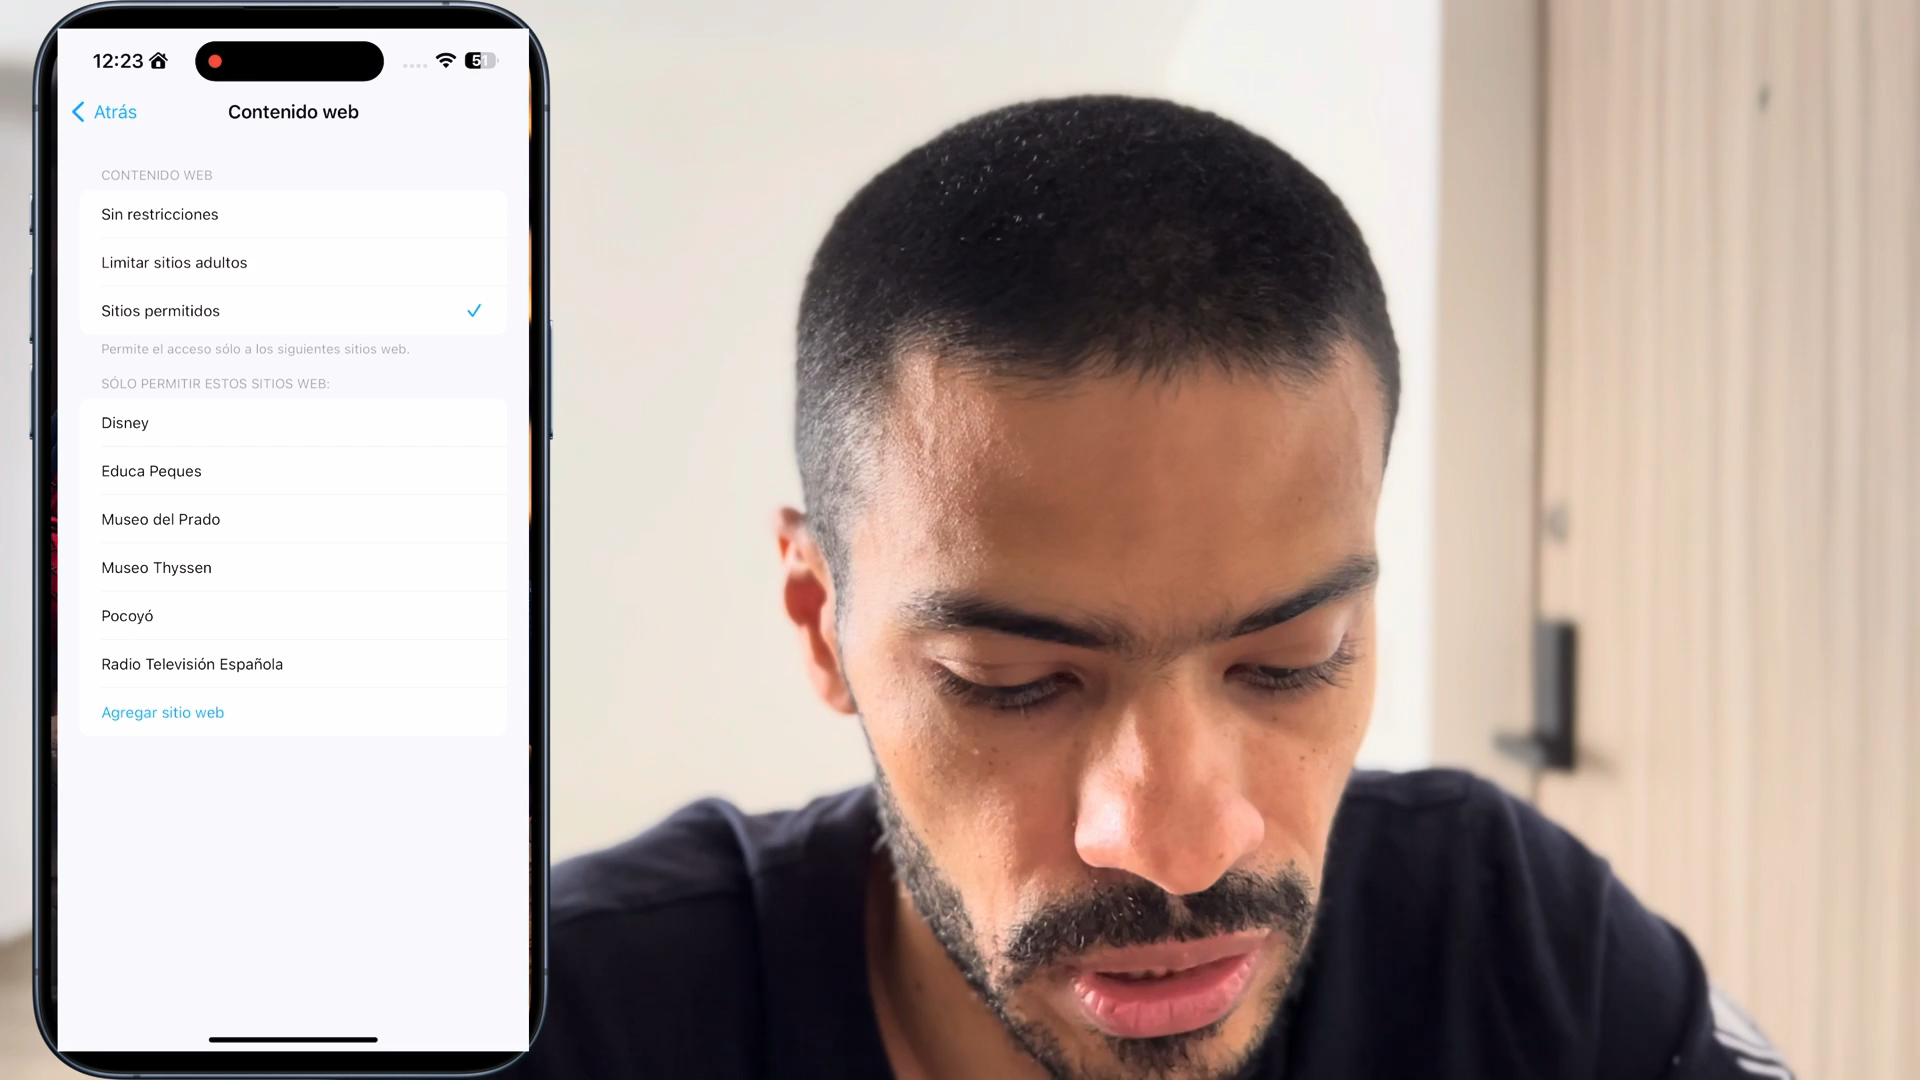 12:23
51
Atrás
Contenido web
CONTENIDO WEB
Sin restricciones
Limitar sitios adultos
Sitios permitidos
Permite el acceso sólo a los siguientes sitios web.
SÓLO PERMITIR ESTOS SITIOS WEB:
Disney
Educa Peques
Museo del Prado
Museo Thyssen
Pocoyó
Radio Televisión Española
Agregar sitio web